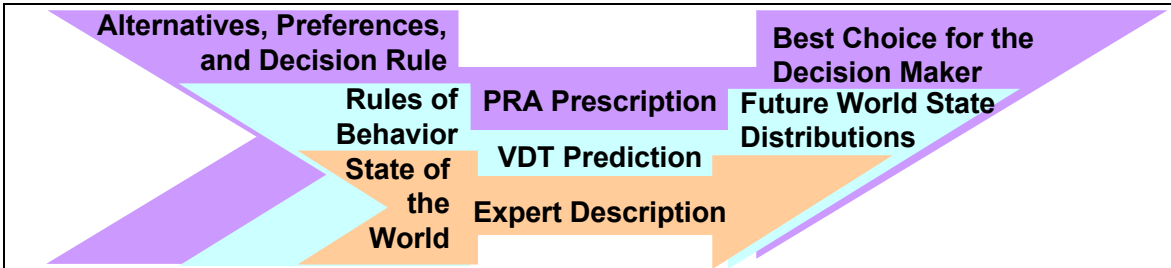 Alternatives, Preferences,
and Decision Rule
Best Choice for the
Decision Maker
PRA Prescription
Rules of
Behavior
Future World State
Distributions
VDT Prediction
State of
the
World
Expert Description